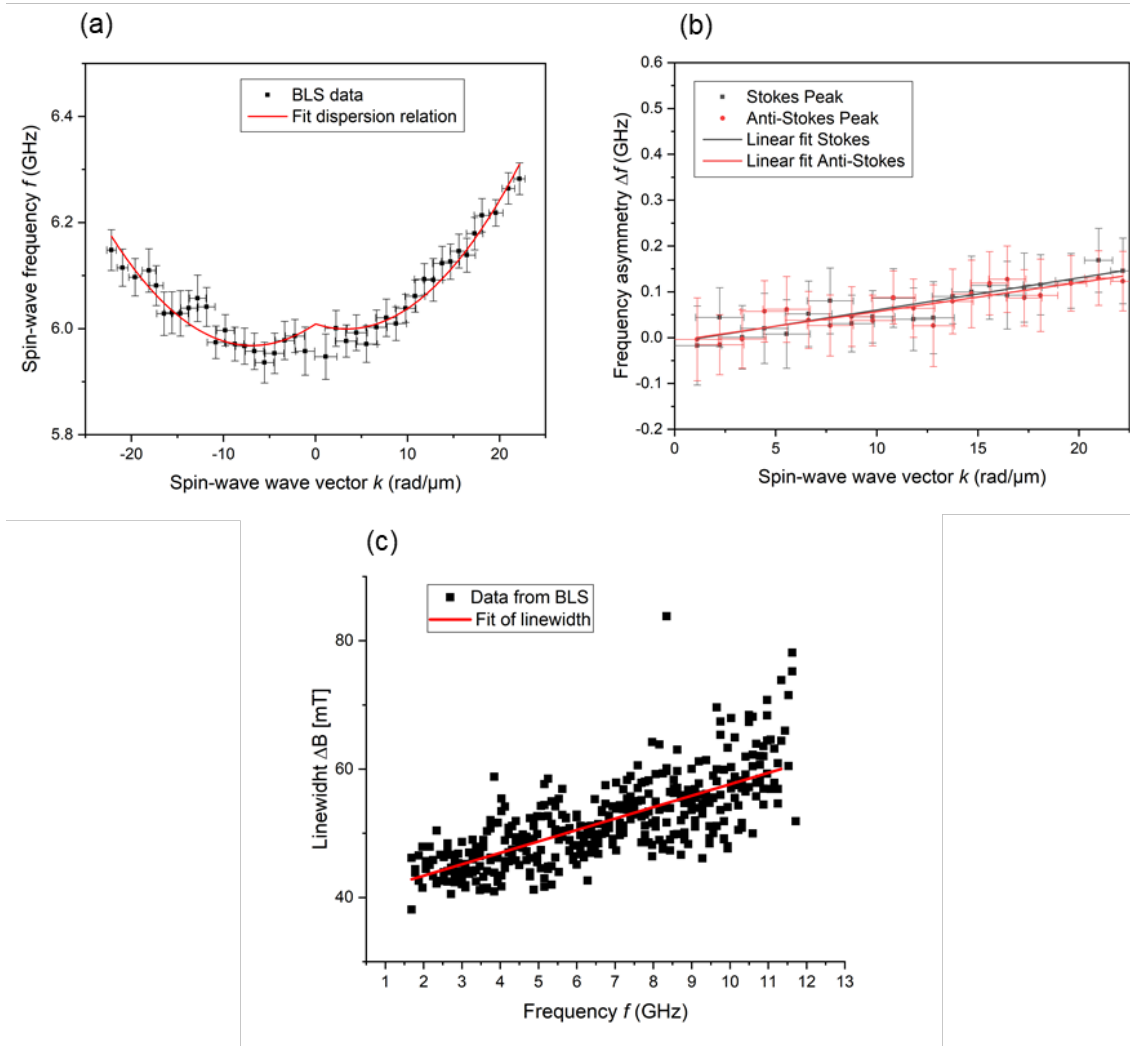 (a)
6.4
6.3
6.2
6.0
5.8
Spin-wave frequency f (GHz)
BLS data
Fit dispersion relation
-20
-10
0
10
20
Spin-wave wave vector k (rad/μm)
(b)
0.6
0.5
0.4
0.3
0.2
0.1
0.0
-0.1
-0.2
Frequency asymmetry Δf (GHz)
Stokes Peak
Anti-Stokes Peak
Linear fit Stokes
Linear fit Anti-Stokes
0
5
10
15
20
Spin-wave wave vector k (rad/μm)
(c)
80
60
40
Linewidht ΔB [mT]
Data from BLS
Fit of linewidth
1 2 3 4 5 6 7 8 9 10 11 12 13
Frequency f (GHz)